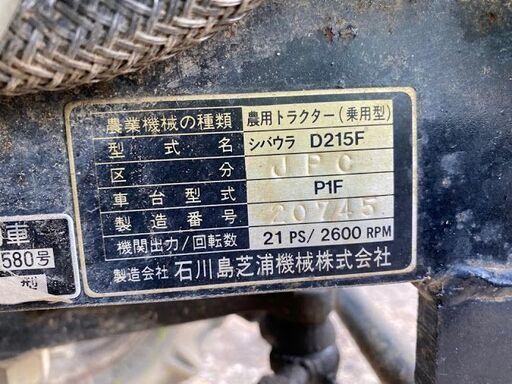 農業機械の種類 農用トラクター(乗用型)
型式名 シバウラ D215F
区分 JPC
車台型式 P1F
製造番号 20745
機関出力/回転数 21 PS/2600 RPM
製造会社 石川島芝浦機械株式会社
車
580号
型